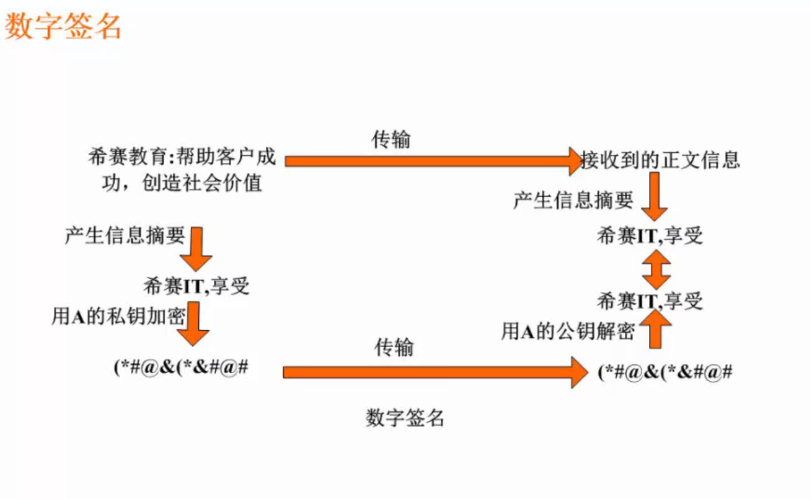 数字签名
传输
希赛教育:帮助客户成
功，创造社会价值
接收到的正文信息
产生信息摘要
产生信息摘要
希赛IT,享受
希赛IT,享受
希赛IT,享受
用A的私钥加密
用A的公钥解密
传输
(*#@&(*&#@#
(*#@&(*&#@#
数字签名